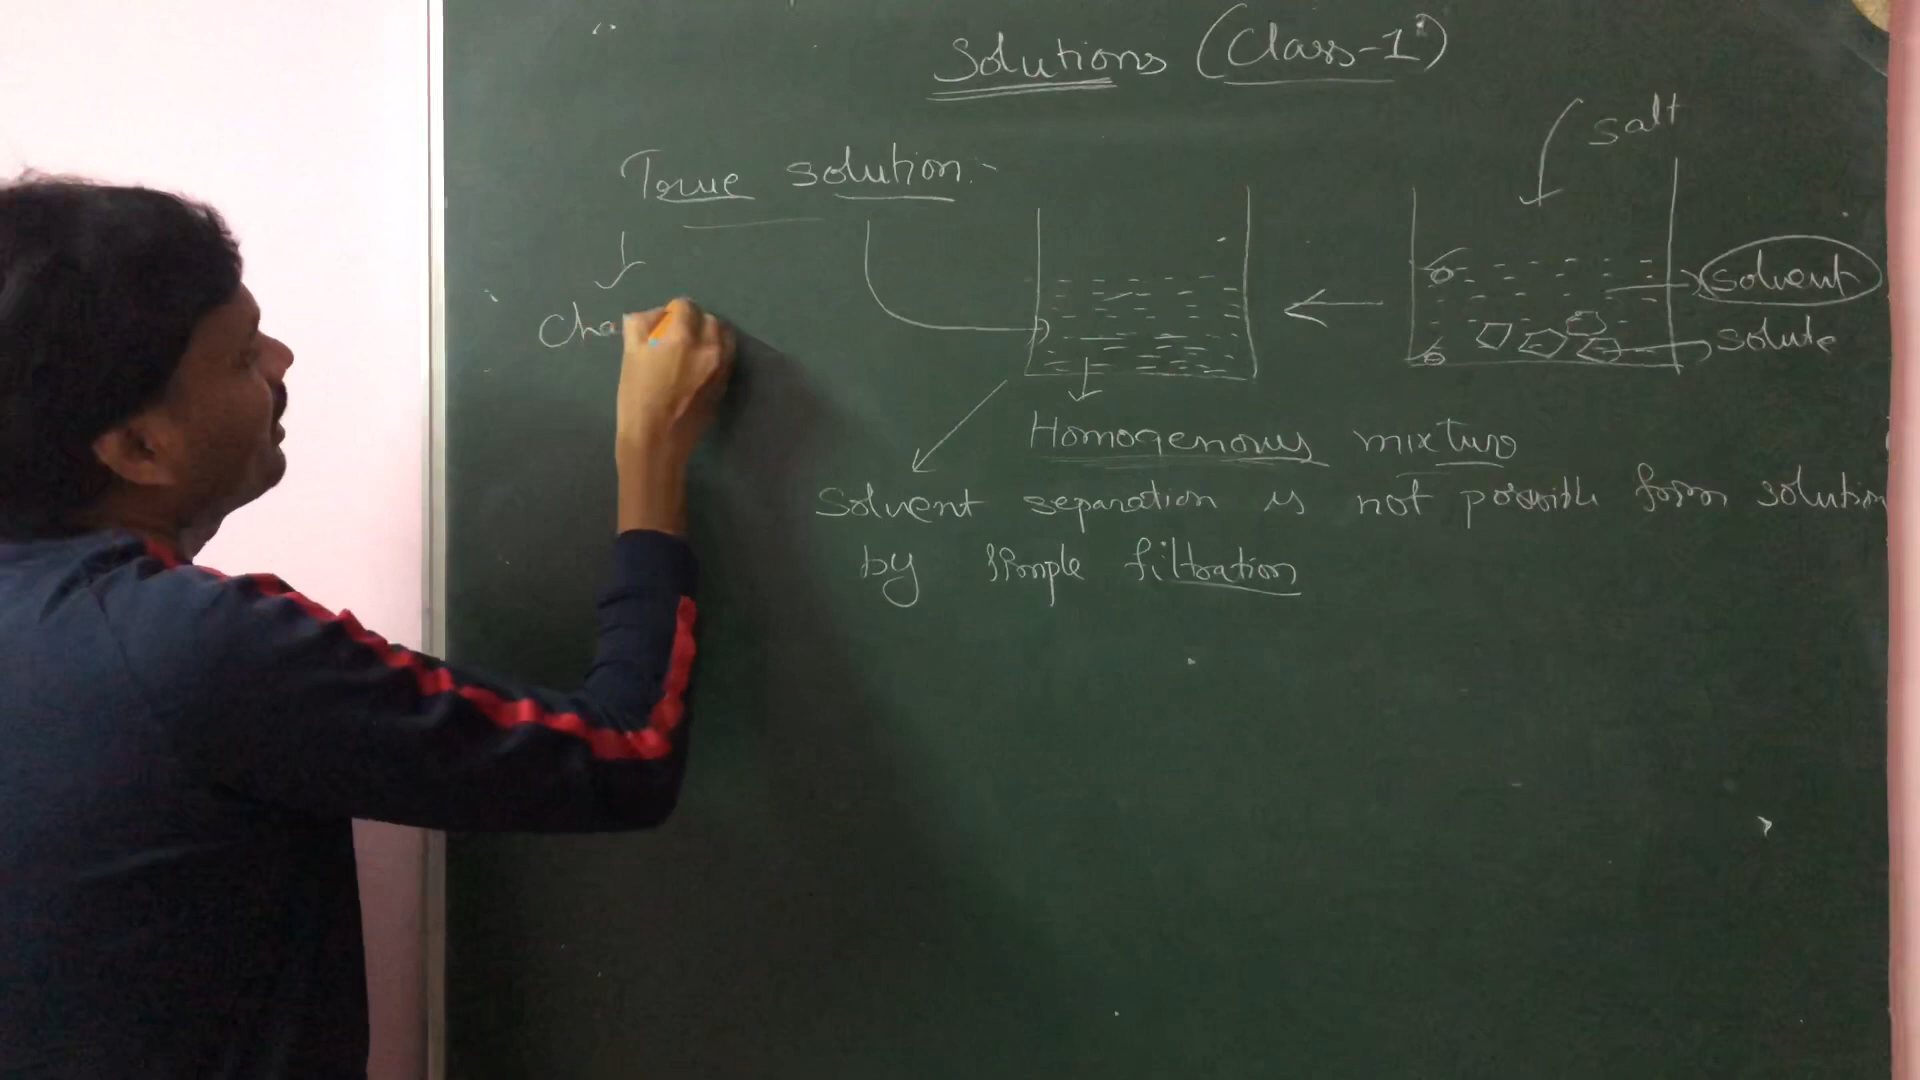 Solutions (Class-1)
salt
True solution:-
solvent
Cha
solute
Homogenous mixture
Solvent separation is not possible from solution
by simple filtration